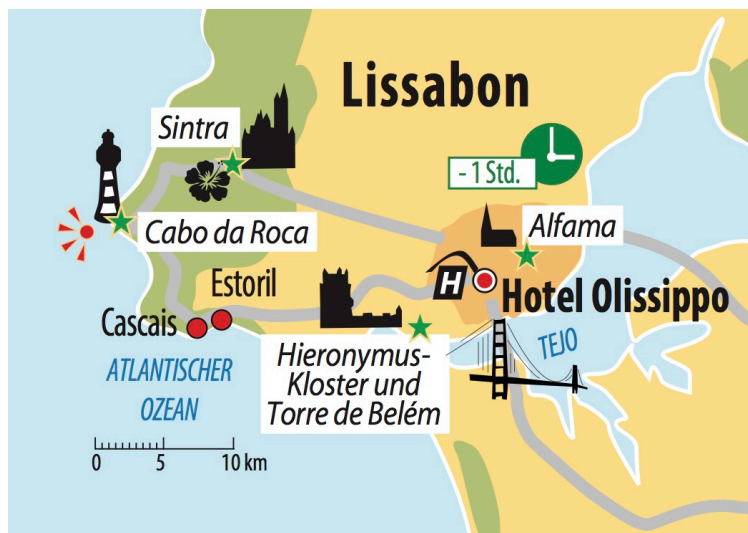 Lissabon
Sintra
- 1 Std.
Alfama
Cabo da Roca
H
Hotel Olissippo
Estoril
Cascais
TEJO
Hieronymus-
Kloster und
Torre de Belém
ATLANTISCHER
OZEAN
0 5 10 km